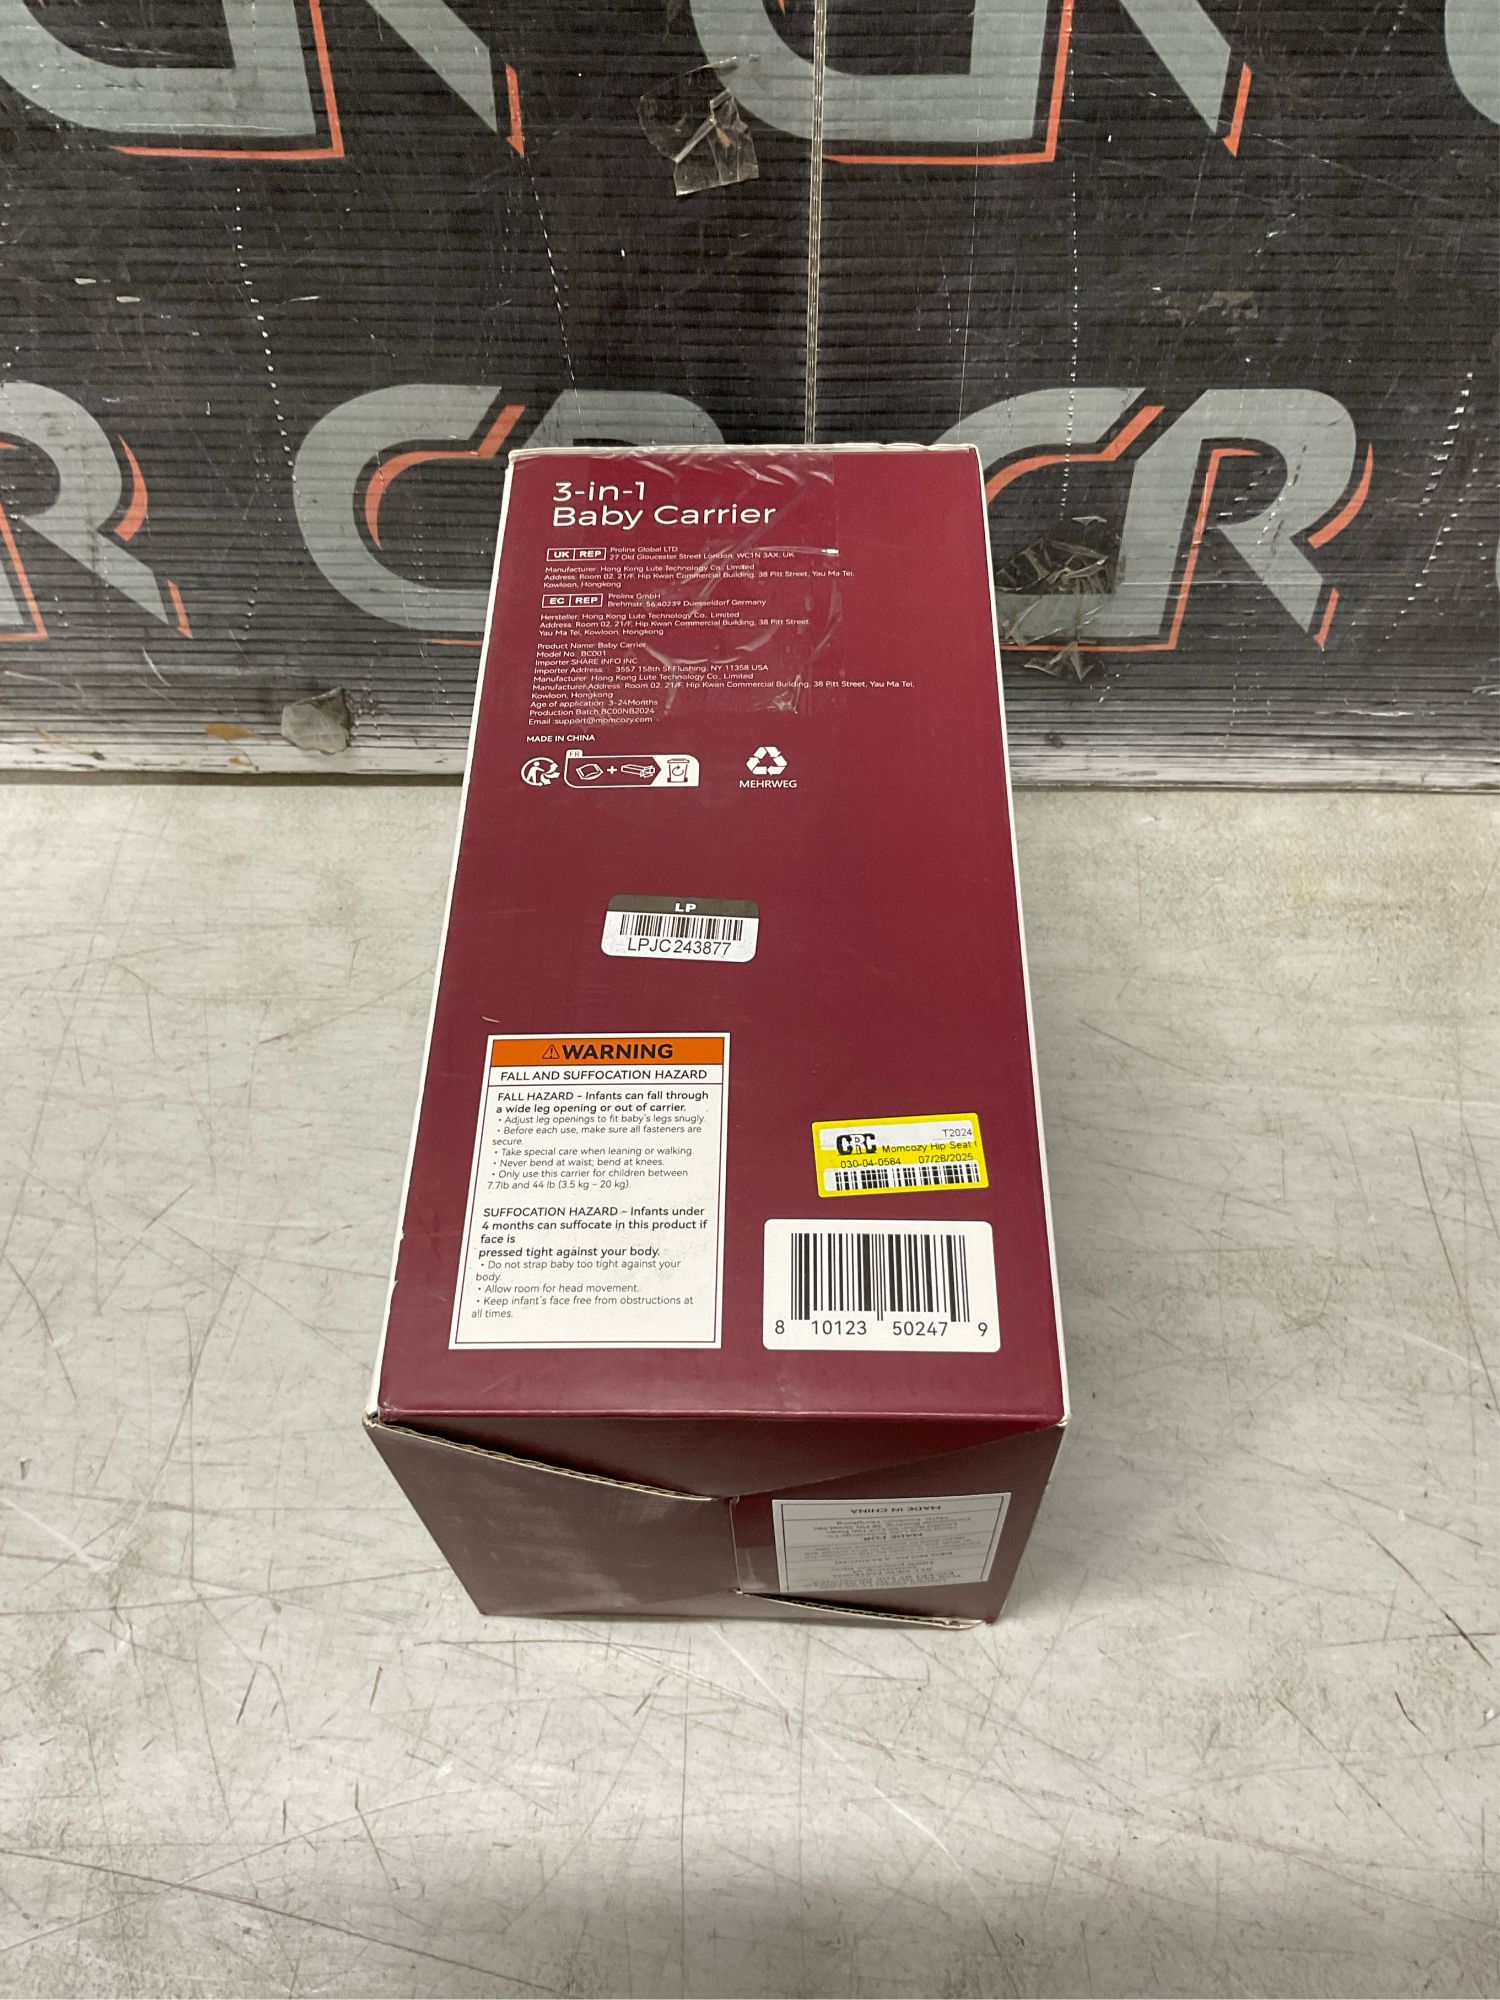 CR
CR
CR
3-in-1
Baby Carrier
UK REP Prolinx Global LTD
27 Old Gloucester Street London, WC1N 3AX, UK
Manufacturer: Hong Kong Lute Technology Co., Limited
Address: Room 02, 21/F, Hip Kwan Commercial Building, 38 Pitt Street, Yau Ma Tei,
Kowloon, Hongkong
EC REP Prolinx GmbH
Brehmstr. 56,40239 Duesseldorf Germany
Hersteller: Hong Kong Lute Technology Co., Limited
Address: Room 02, 21/F, Hip Kwan Commercial Building, 38 Pitt Street,
Yau Ma Tei, Kowloon, Hongkong
Product Name: Baby Carrier
Model No.: BC001
Importer:SHARE INFO INC.
Importer Address: 3557 158th St Flushing, NY 11358 USA
Manufacturer: Hong Kong Lute Technology Co., Limited
Manufacturer Address: Room 02, 21/F, Hip Kwan Commercial Building, 38 Pitt Street, Yau Ma Tei,
Kowloon, Hongkong
Age of application: 3-24Months
Production Batch:BC00NB2024
Email :support@momcozy.com
MADE IN CHINA
FR
MEHRWEG
LP
LPJC243877
WARNING
FALL AND SUFFOCATION HAZARD
FALL HAZARD – Infants can fall through
a wide leg opening or out of carrier.
• Adjust leg openings to fit baby's legs snugly.
• Before each use, make sure all fasteners are
secure.
• Take special care when leaning or walking.
• Never bend at waist; bend at knees.
• Only use this carrier for children between
7.7lb and 44 lb (3.5 kg – 20 kg).
SUFFOCATION HAZARD – Infants under
4 months can suffocate in this product if
face is
pressed tight against your body.
• Do not strap baby too tight against your
body.
• Allow room for head movement.
• Keep infant's face free from obstructions at
all times.
CRC T2024
Momcozy Hip Seat
030-04-0584 07/28/2025
8 10123 50247 9
MADE IN CHINA
MADE FOR